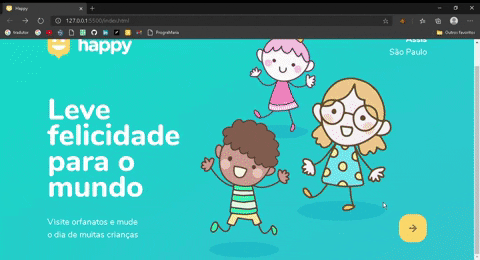 Happy
127.0.0.1:5500/index.html
tradutor
ProgreMaria
Outros favoritos
happy
Assis
São Paulo
Leve
felicidade
para o
mundo
Visite orfanatos e mude
o dia de muitas crianças